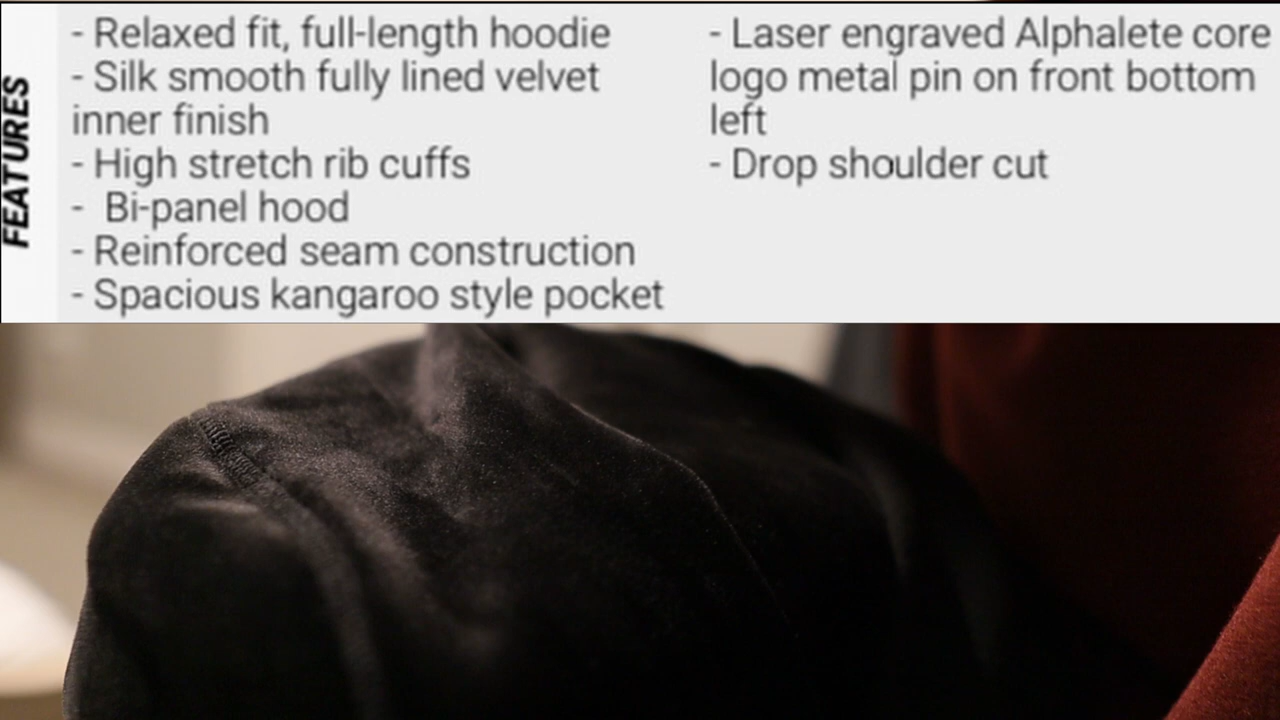 FEATURES
- Relaxed fit, full-length hoodie
- Silk smooth fully lined velvet
inner finish
- High stretch rib cuffs
- Bi-panel hood
- Reinforced seam construction
- Spacious kangaroo style pocket
- Laser engraved Alphalete core
logo metal pin on front bottom
left
- Drop shoulder cut